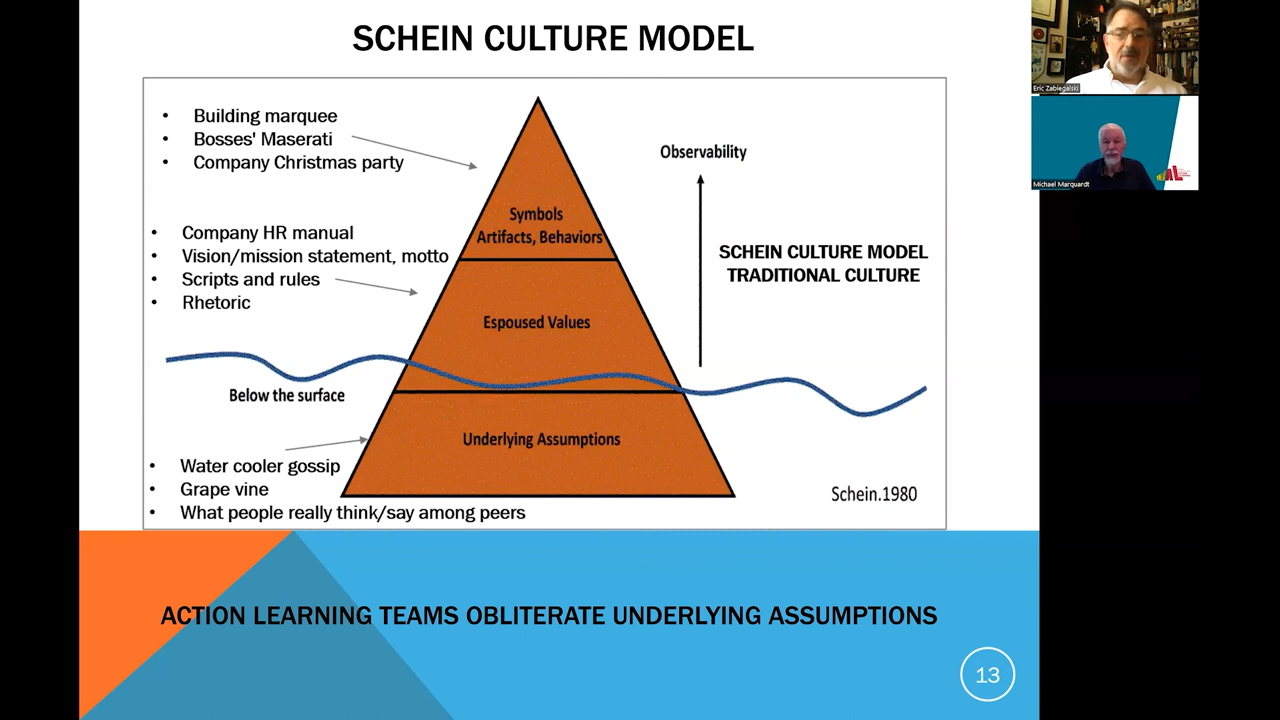 SCHEIN CULTURE MODEL
• Building marquee
• Bosses' Maserati
• Company Christmas party
• Company HR manual
• Vision/mission statement, motto
• Scripts and rules
• Rhetoric
Below the surface
• Water cooler gossip
• Grape vine
• What people really think/say among peers
Symbols
Artifacts, Behaviors
Espoused Values
Underlying Assumptions
Observability
SCHEIN CULTURE MODEL
TRADITIONAL CULTURE
Schein.1980
ACTION LEARNING TEAMS OBLITERATE UNDERLYING ASSUMPTIONS
13
Eric Zabiegalski
Michael Marquardt